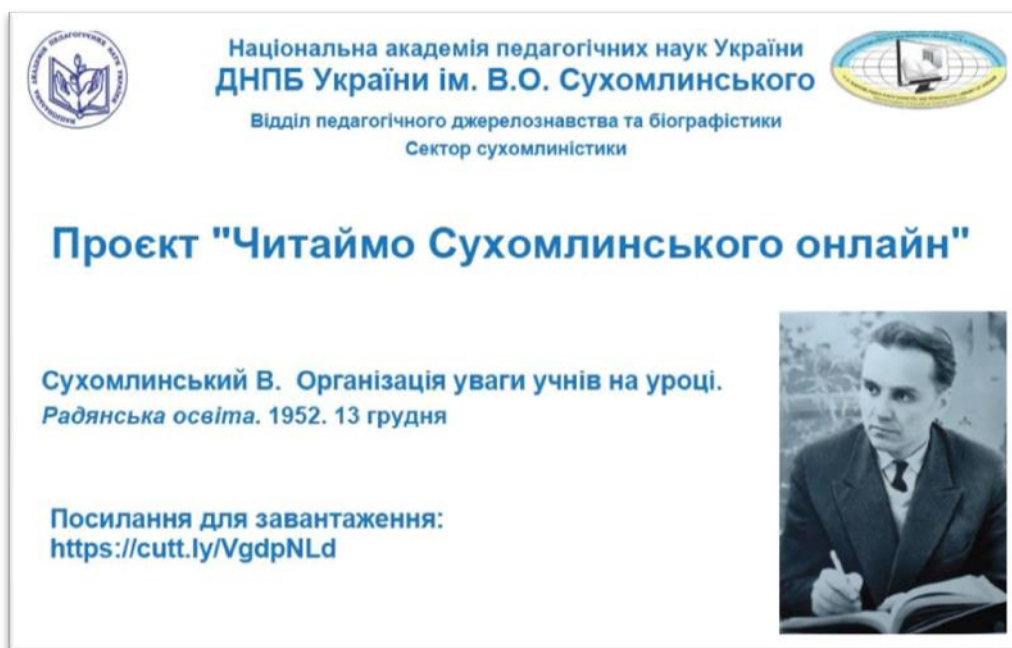 Національна академія педагогічних наук України
ДНПБ України ім. В.О. Сухомлинського
Відділ педагогічного джерелознавства та біографістики
Сектор сухомлиністики
Проєкт "Читаймо Сухомлинського онлайн"
Сухомлинський В. Організація уваги учнів на уроці.
Радянська освіта. 1952. 13 грудня
Посилання для завантаження:
https://cutt.ly/VgdpNLd